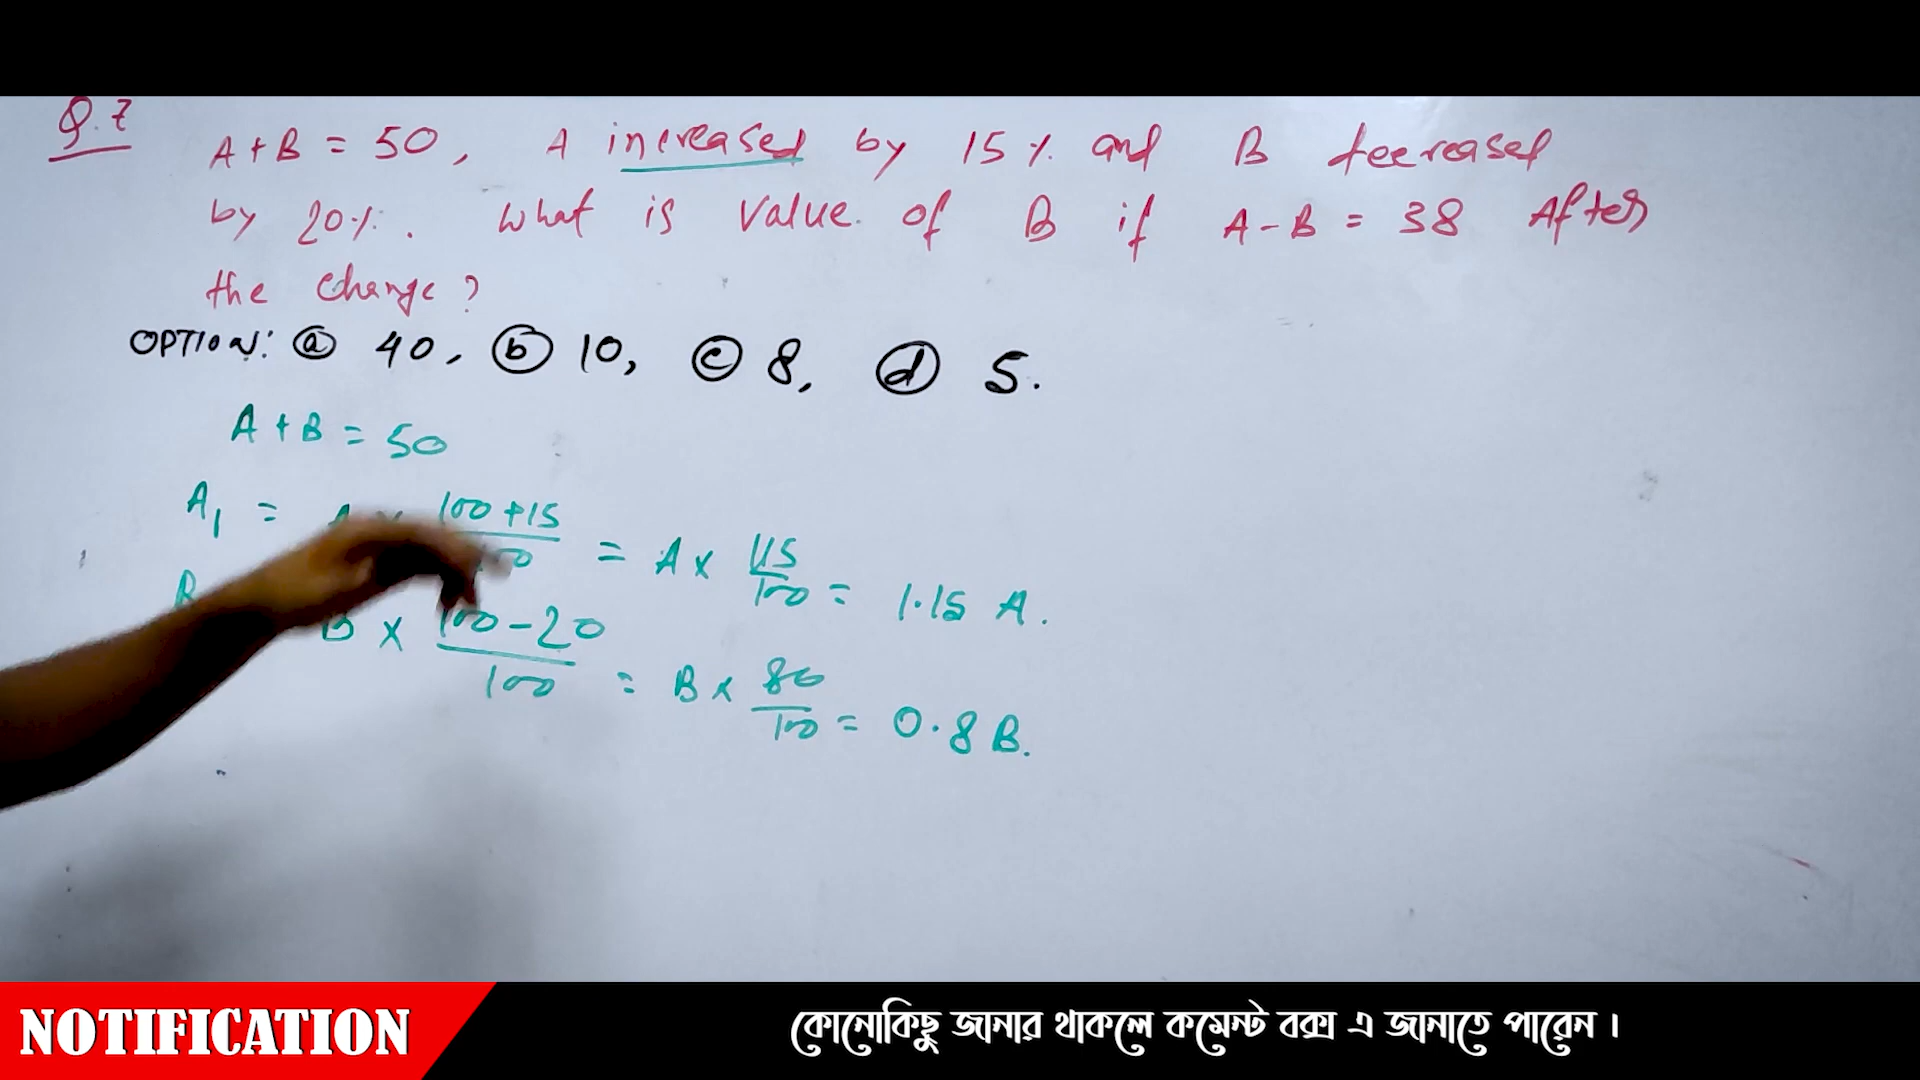 Q.7
A+B = 50, A increased by 15% and B decreased
by 20%. What is value of B if A-B = 38 After
the change?
OPTION: ⓐ 40, ⓑ 10, ⓒ 8, ⓓ 5.
A+B = 50
A₁ = A × 100+15 / 100 = A × 115/100 = 1.15 A.
B × 100-20 / 100 = B × 80/100 = 0.8 B.
NOTIFICATION
কোনোকিছু জানার থাকলে কমেন্ট বক্স এ জানাতে পারেন।